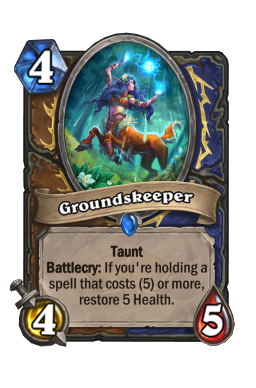 4
Groundskeeper
Taunt
Battlecry: If you're holding a
spell that costs (5) or more,
restore 5 Health.
4 5